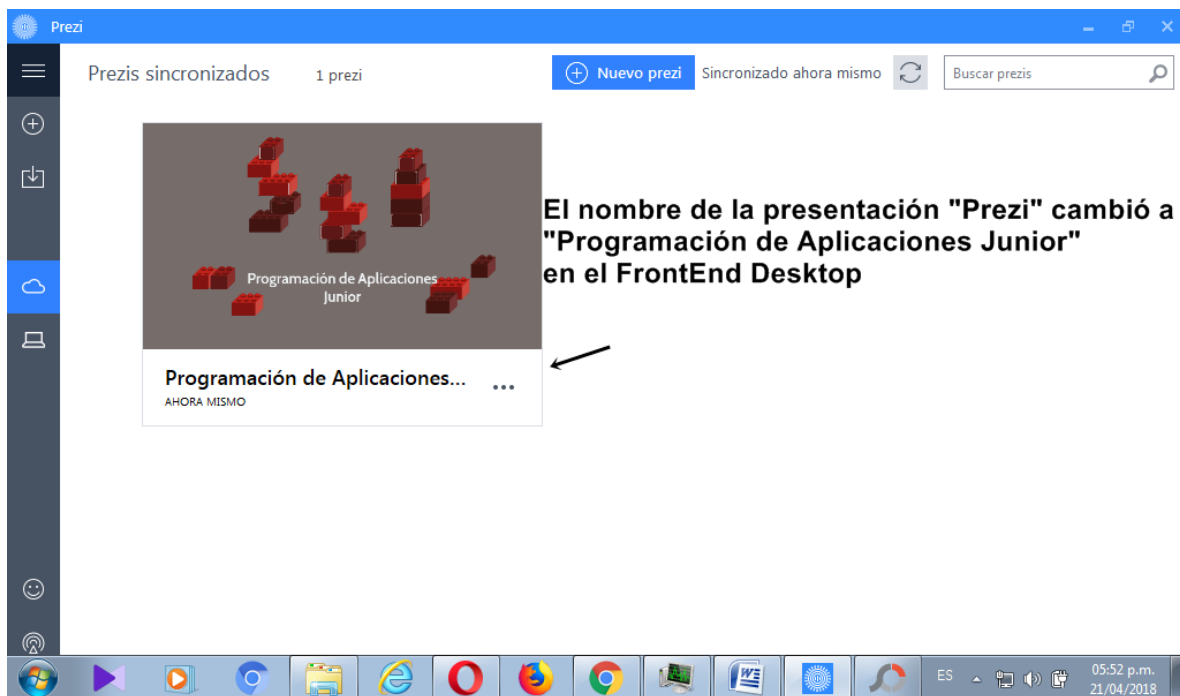 Prezi
Prezis sincronizados
1 prezi
Nuevo prezi
Sincronizado ahora mismo
Buscar prezis
Programación de Aplicaciones
Junior
El nombre de la presentación "Prezi" cambió a
"Programación de Aplicaciones Junior"
en el FrontEnd Desktop
Programación de Aplicaciones...
AHORA MISMO
ES
05:52 p.m.
21/04/2018